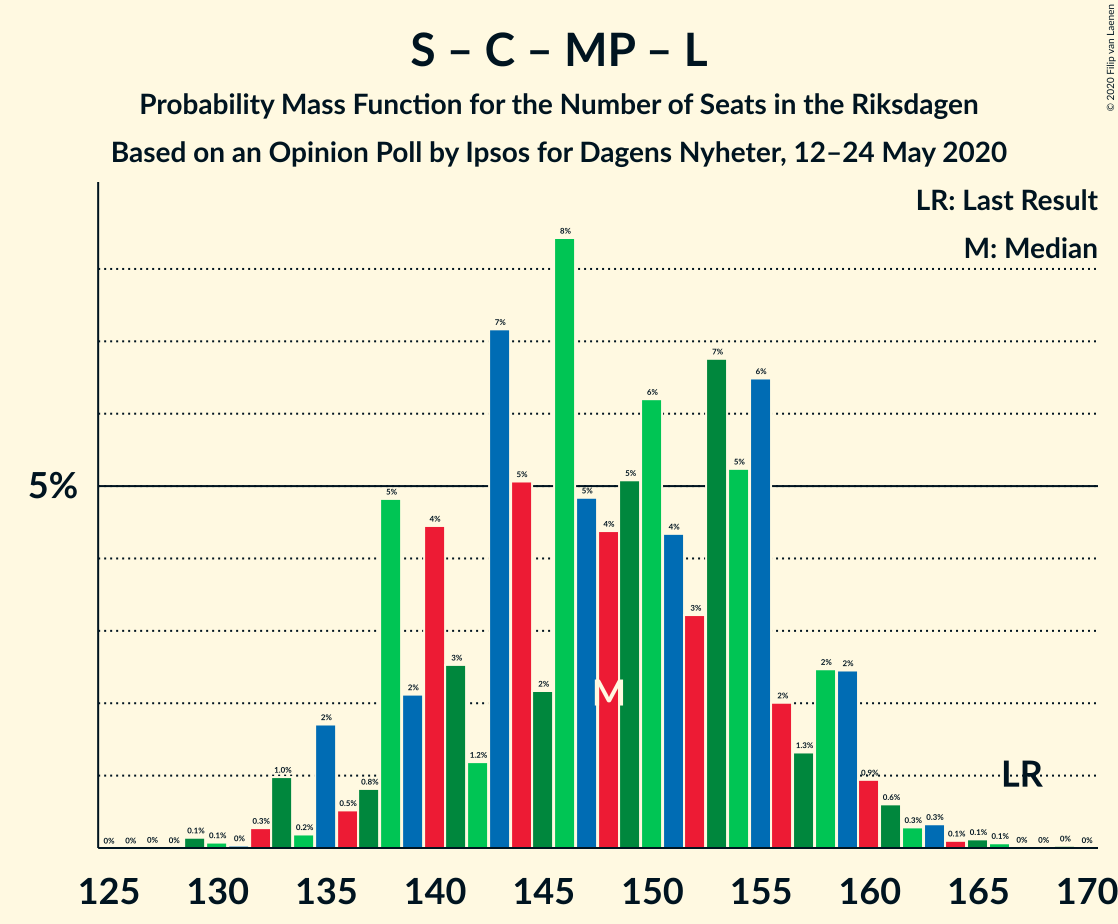 S – C – MP – L
Probability Mass Function for the Number of Seats in the Riksdagen
Based on an Opinion Poll by Ipsos for Dagens Nyheter, 12–24 May 2020
© 2020 Filip van Laenen
LR: Last Result
M: Median
5%
0% 0% 0% 0% 0.1% 0.1% 0% 0.3% 1.0% 0.2% 2% 0.5% 0.8% 5% 2% 4% 3% 1.2% 7% 5% 2% 8% 5% 4% 5% 6% 4% 3% 7% 5% 6% 2% 1.3% 2% 2% 0.9% 0.6% 0.3% 0.3% 0.1% 0.1% 0.1% 0% 0% 0% 0%
M
LR
125 130 135 140 145 150 155 160 165 170